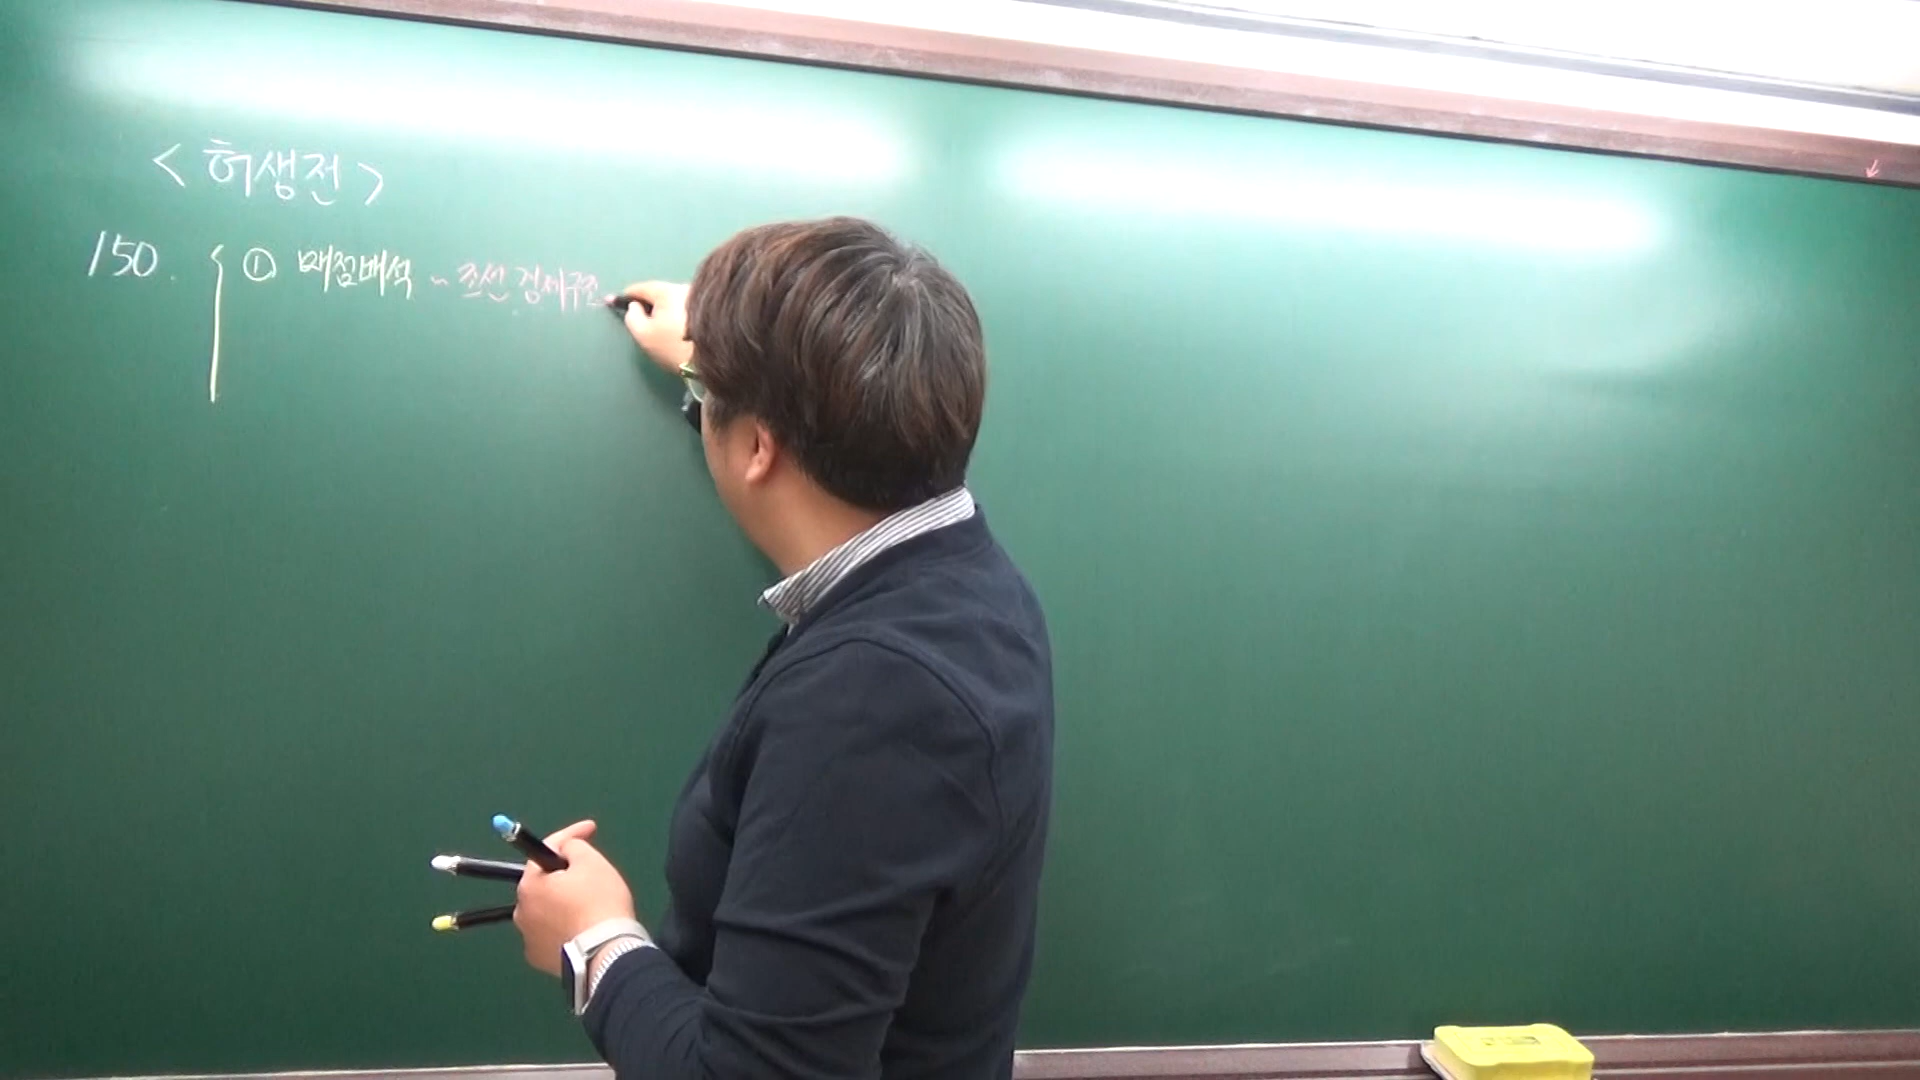 < 허생전 >
150. ① 매점매석 ~ 조선 경제구조